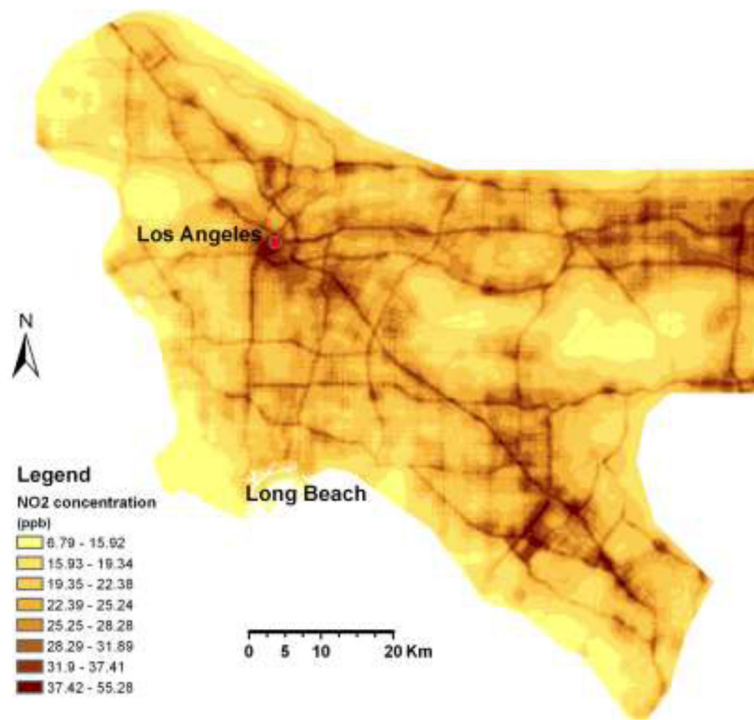 Los Angeles
N
Long Beach
Legend
NO2 concentration
(ppb)
6.79 - 15.92
15.93 - 19.34
19.35 - 22.38
22.39 - 25.24
25.25 - 28.28
28.29 - 31.89
31.9 - 37.41
37.42 - 55.28
0 5 10 20 Km